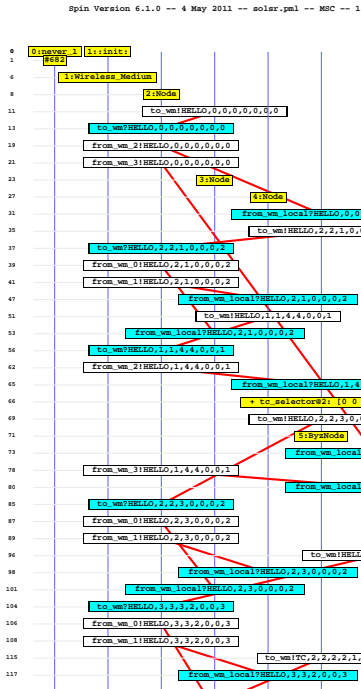 Spin Version 6.1.0 -- 4 May 2011 -- solsr.pml -- MSC -- 1
0 0:never_1 1::init:
1 #682
6 1:Wireless_Medium
8 2:Node
11 to_wm!HELLO,0,0,0,0,0,0,0
13 to_wm?HELLO,0,0,0,0,0,0,0
19 from_wm_2!HELLO,0,0,0,0,0,0
21 from_wm_3!HELLO,0,0,0,0,0,0
23 3:Node
27 4:Node
31 from_wm_local?HELLO,0,0
35 to_wm!HELLO,2,2,1,0,
37 to_wm?HELLO,2,2,1,0,0,0,2
39 from_wm_0!HELLO,2,1,0,0,0,2
41 from_wm_1!HELLO,2,1,0,0,0,2
47 from_wm_local?HELLO,2,1,0,0,0,2
51 to_wm!HELLO,1,1,4,4,0,0,1
53 from_wm_local?HELLO,2,1,0,0,0,2
56 to_wm?HELLO,1,1,4,4,0,0,1
62 from_wm_2!HELLO,1,4,4,0,0,1
65 from_wm_local?HELLO,1,4
66 + tc_selector@2: [0 0
69 to_wm!HELLO,2,2,3,0,
71 5:ByzNode
73 from_wm_local
78 from_wm_3!HELLO,1,4,4,0,0,1
80 from_wm_local
85 to_wm?HELLO,2,2,3,0,0,0,2
87 from_wm_0!HELLO,2,3,0,0,0,2
89 from_wm_1!HELLO,2,3,0,0,0,2
96 to_wm!HELL
98 from_wm_local?HELLO,2,3,0,0,0,2
101 from_wm_local?HELLO,2,3,0,0,0,2
104 to_wm?HELLO,3,3,3,2,0,0,3
106 from_wm_0!HELLO,3,3,2,0,0,3
108 from_wm_1!HELLO,3,3,2,0,0,3
115 to_wm!TC,2,2,2,2,1,
117 from_wm_local?HELLO,3,3,2,0,0,3